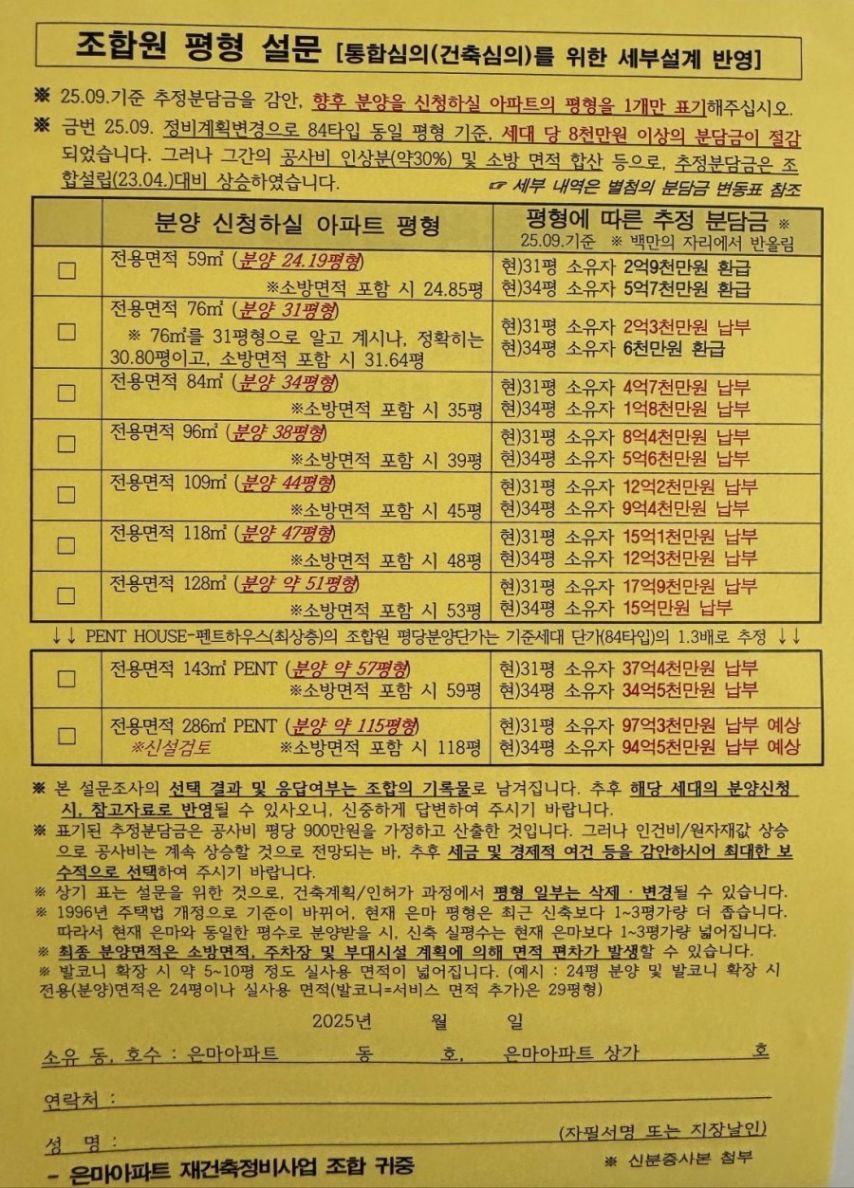 조합원 평형 설문 [통합심의(건축심의)를 위한 세부설계 반영]
※ 25.09.기준 추정분담금을 감안, 향후 분양을 신청하실 아파트의 평형을 1개만 표기해주십시오.
※ 금번 25.09. 정비계획변경으로 84타입 동일 평형 기준, 세대 당 8천만원 이상의 분담금이 절감
되었습니다. 그러나 그간의 공사비 인상분(약30%) 및 소방 면적 합산 등으로, 추정분담금은 조
합설립(23.04.)대비 상승하였습니다.
☞ 세부 내역은 별첨의 분담금 변동표 참조
분양 신청하실 아파트 평형
평형에 따른 추정 분담금 ※
25.09.기준 ※ 백만의 자리에서 반올림
□ 전용면적 59㎡ (분양 24.19평형)
※소방면적 포함 시 24.85평
현)31평 소유자 2억9천만원 환급
현)34평 소유자 5억7천만원 환급
□ 전용면적 76㎡ (분양 31평형)
※ 76㎡를 31평형으로 알고 계시나, 정확히는
30.80평이고, 소방면적 포함 시 31.64평
현)31평 소유자 2억3천만원 납부
현)34평 소유자 6천만원 환급
□ 전용면적 84㎡ (분양 34평형)
※소방면적 포함 시 35평
현)31평 소유자 4억7천만원 납부
현)34평 소유자 1억8천만원 납부
□ 전용면적 96㎡ (분양 38평형)
※소방면적 포함 시 39평
현)31평 소유자 8억4천만원 납부
현)34평 소유자 5억6천만원 납부
□ 전용면적 109㎡ (분양 44평형)
※소방면적 포함 시 45평
현)31평 소유자 12억2천만원 납부
현)34평 소유자 9억4천만원 납부
□ 전용면적 118㎡ (분양 47평형)
※소방면적 포함 시 48평
현)31평 소유자 15억1천만원 납부
현)34평 소유자 12억3천만원 납부
□ 전용면적 128㎡ (분양 약 51평형)
※소방면적 포함 시 53평
현)31평 소유자 17억9천만원 납부
현)34평 소유자 15억만원 납부
↓↓ PENT HOUSE-펜트하우스(최상층)의 조합원 평당분양단가는 기준세대 단가(84타입)의 1.3배로 추정 ↓↓
□ 전용면적 143㎡ PENT (분양 약 57평형)
※소방면적 포함 시 59평
현)31평 소유자 37억4천만원 납부
현)34평 소유자 34억5천만원 납부
□ 전용면적 286㎡ PENT (분양 약 115평형)
※신설검토 ※소방면적 포함 시 118평
현)31평 소유자 97억3천만원 납부 예상
현)34평 소유자 94억5천만원 납부 예상
※ 본 설문조사의 선택 결과 및 응답여부는 조합의 기록물로 남겨집니다. 추후 해당 세대의 분양신청
시, 참고자료로 반영될 수 있사오니, 신중하게 답변하여 주시기 바랍니다.
※ 표기된 추정분담금은 공사비 평당 900만원을 가정하고 산출한 것입니다. 그러나 인건비/원자재값 상승
으로 공사비는 계속 상승할 것으로 전망되는 바, 추후 세금 및 경제적 여건 등을 감안하시어 최대한 보
수적으로 선택하여 주시기 바랍니다.
※ 상기 표는 설문을 위한 것으로, 건축계획/인허가 과정에서 평형 일부는 삭제 · 변경될 수 있습니다.
※ 1996년 주택법 개정으로 기준이 바뀌어, 현재 은마 평형은 최근 신축보다 1~3평가량 더 좁습니다.
따라서 현재 은마와 동일한 평수로 분양받을 시, 신축 실평수는 현재 은마보다 1~3평가량 넓어집니다.
※ 최종 분양면적은 소방면적, 주차장 및 부대시설 계획에 의해 면적 편차가 발생할 수 있습니다.
※ 발코니 확장 시 약 5~10평 정도 실사용 면적이 넓어집니다. (예시 : 24평 분양 및 발코니 확장 시
전용(분양)면적은 24평이나 실사용 면적(발코니=서비스 면적 추가)은 29평형)
2025년 월 일
소유 동, 호수 : 은마아파트 동 호, 은마아파트 상가 호
연락처 :
성 명 : (자필서명 또는 지장날인)
- 은마아파트 재건축정비사업 조합 귀중
※ 신분증사본 첨부